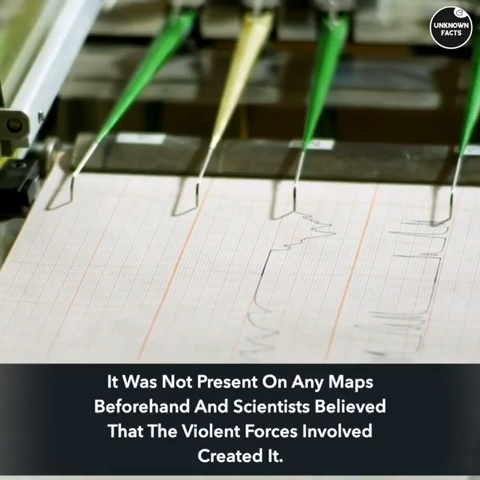 UNKNOWN
FACTS
It Was Not Present On Any Maps
Beforehand And Scientists Believed
That The Violent Forces Involved
Created It.